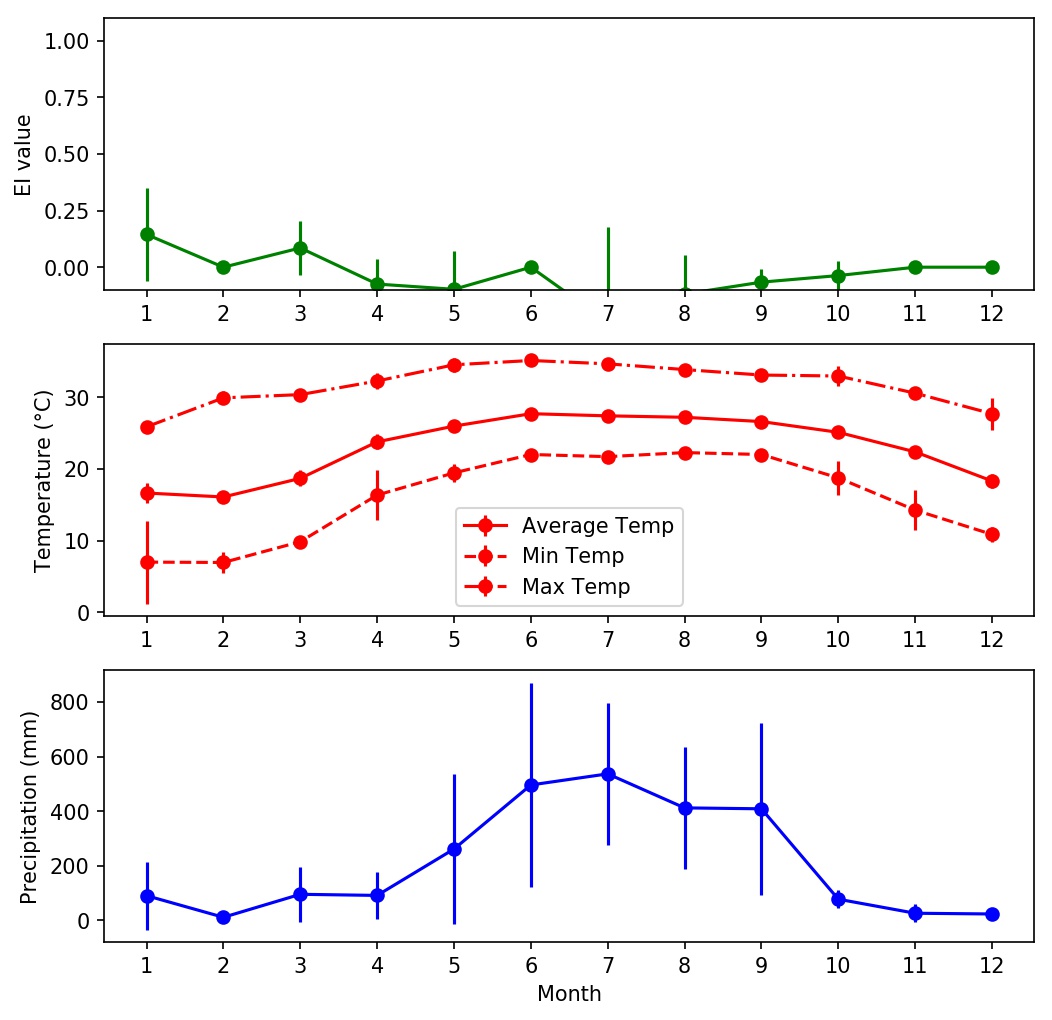 EI value
1.00
0.75
0.50
0.25
0.00
1 2 3 4 5 6 7 8 9 10 11 12
Temperature (°C)
30
20
10
0
Average Temp
Min Temp
Max Temp
1 2 3 4 5 6 7 8 9 10 11 12
Precipitation (mm)
800
600
400
200
0
1 2 3 4 5 6 7 8 9 10 11 12
Month